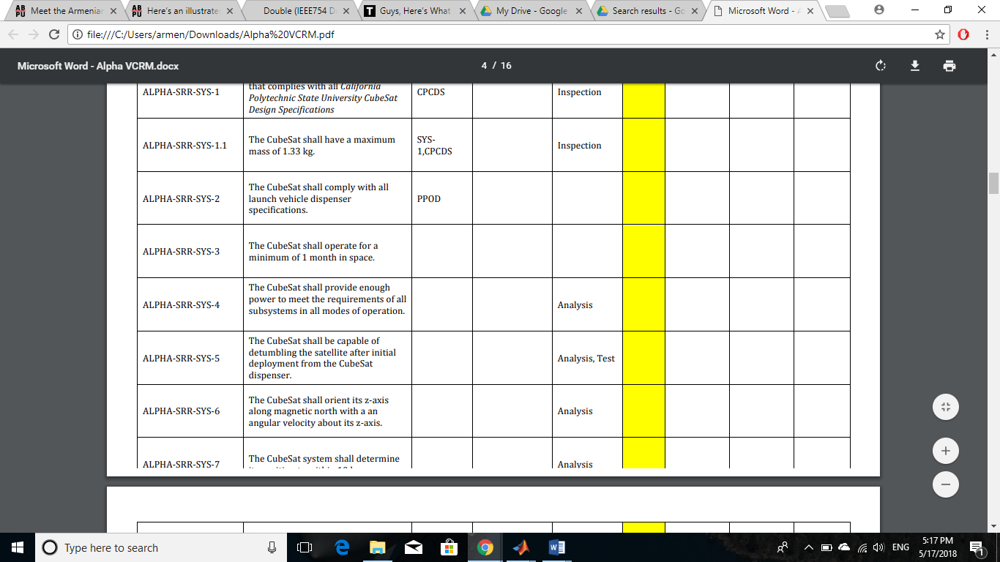 Meet the Armenian
Here's an illustrate
Double (IEEE754 D
Guys, Here's What
My Drive - Google
Search results - Go
Microsoft Word - A
file:///C:/Users/armen/Downloads/Alpha%20VCRM.pdf
Microsoft Word - Alpha VCRM.docx
4 / 16
ALPHA-SRR-SYS-1
that complies with all California
Polytechnic State University CubeSat
Design Specifications
CPCDS
Inspection
ALPHA-SRR-SYS-1.1
The CubeSat shall have a maximum
mass of 1.33 kg.
SYS-
1,CPCDS
Inspection
ALPHA-SRR-SYS-2
The CubeSat shall comply with all
launch vehicle dispenser
specifications.
PPOD
ALPHA-SRR-SYS-3
The CubeSat shall operate for a
minimum of 1 month in space.
ALPHA-SRR-SYS-4
The CubeSat shall provide enough
power to meet the requirements of all
subsystems in all modes of operation.
Analysis
ALPHA-SRR-SYS-5
The CubeSat shall be capable of
detumbling the satellite after initial
deployment from the CubeSat
dispenser.
Analysis, Test
ALPHA-SRR-SYS-6
The CubeSat shall orient its z-axis
along magnetic north with a an
angular velocity about its z-axis.
Analysis
ALPHA-SRR-SYS-7
The CubeSat system shall determine
Analysis
Type here to search
ENG
5:17 PM
5/17/2018
1